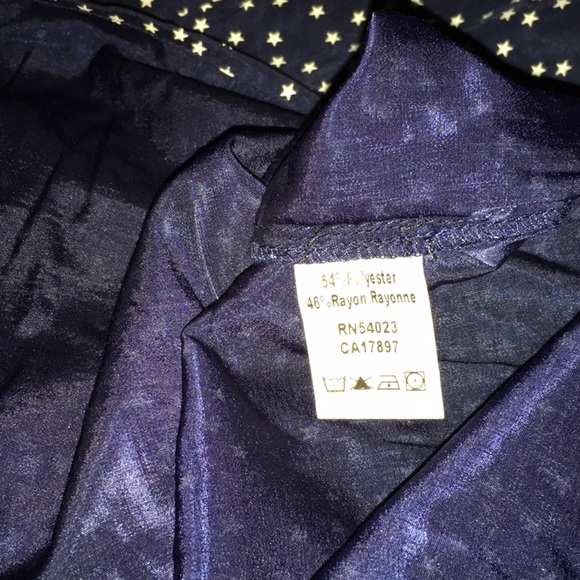 54% Polyester
46% Rayon Rayonne
RN54023
CA17897